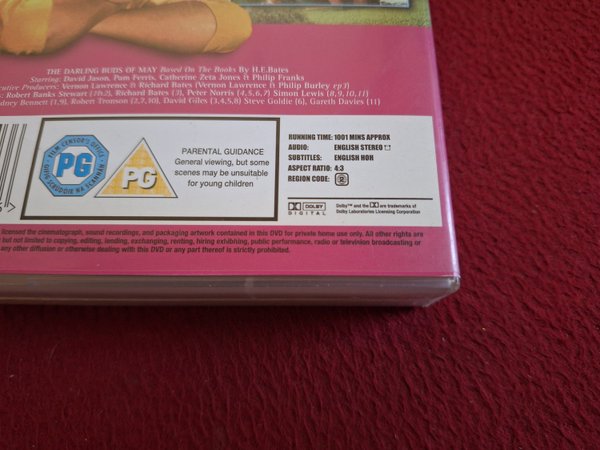 THE DARLING BUDS OF MAY Based On The Books By H.E.Bates
Starring: David Jason, Pam Ferris, Catherine Zeta Jones & Philip Franks
Producers: Vernon Lawrence & Richard Bates (Vernon Lawrence & Philip Burley ep3)
Robert Banks Stewart (1&2), Richard Bates (3), Peter Norris (4,5,6,7) Simon Lewis (8,9,10,11)
Bennett (1,9), Robert Tronson (2,7,10), David Giles (3,4,5,8) Steve Goldie (6), Gareth Davies (11)
FILM CENSOR'S OFFICE
PG
PG
PARENTAL GUIDANCE
General viewing, but some
scenes may be unsuitable
for young children
RUNNING TIME: 1001 MINS APPROX
AUDIO: ENGLISH STEREO
SUBTITLES: ENGLISH HOH
ASPECT RATIO: 4:3
REGION CODE: 2
DOLBY
DIGITAL
Dolby™ and the are trademarks of
Dolby Laboratories Licensing Corporation
licensed the cinematograph, sound recordings, and packaging artwork contained in this DVD for private home use only. All other rights are
but not limited to copying, editing, lending, exchanging, renting, hiring exhibhing, public performance, radio or television broadcasting or
any other diffusion or otherwise dealing with this DVD or any part thereof is strictly prohibited.